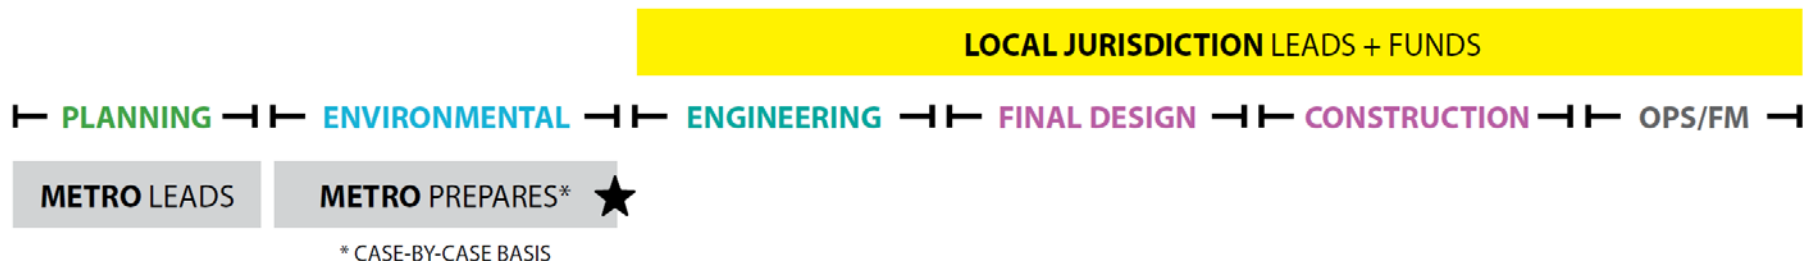 LOCAL JURISDICTION LEADS + FUNDS
PLANNING ENVIRONMENTAL ENGINEERING FINAL DESIGN CONSTRUCTION OPS/FM
METRO LEADS METRO PREPARES*
* CASE-BY-CASE BASIS